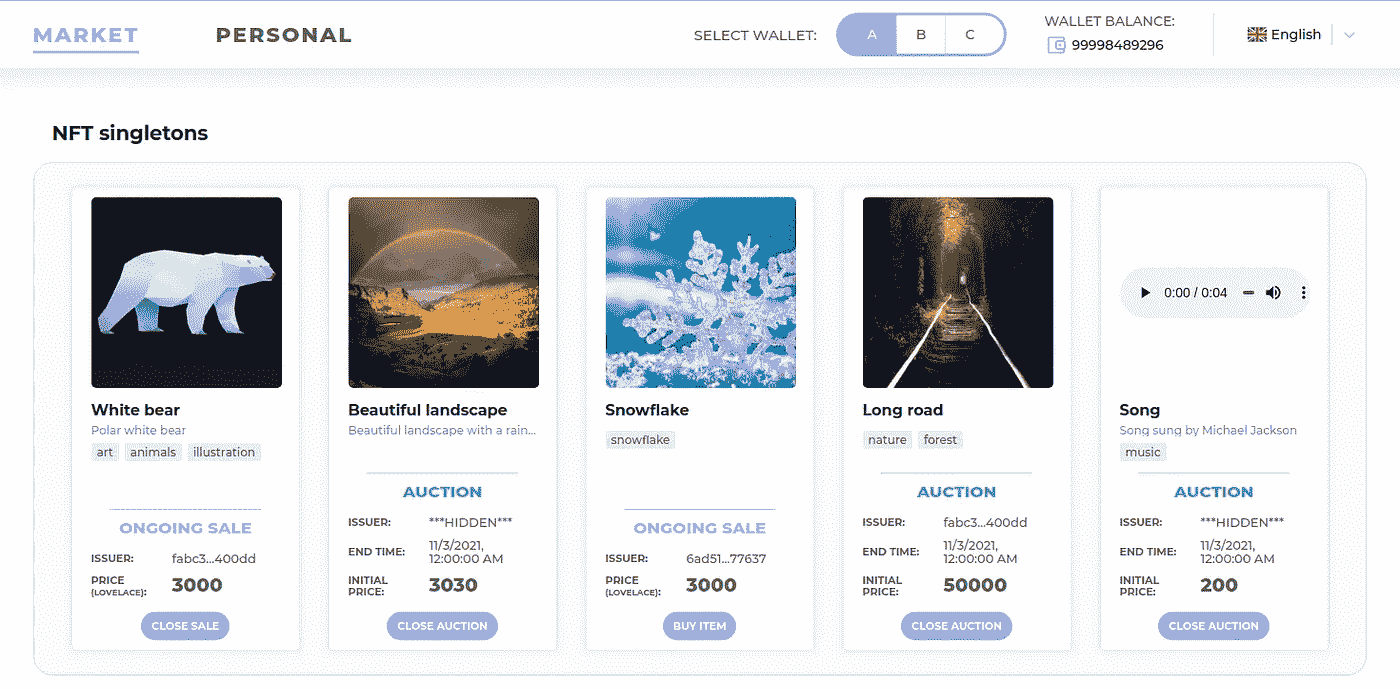 MARKET PERSONAL SELECT WALLET: A B C WALLET BALANCE: 99998489296 English
NFT singletons
White bear
Polar white bear
art animals illustration
ONGOING SALE
ISSUER: fabc3...400dd
PRICE (LOVELACE): 3000
CLOSE SALE
Beautiful landscape
Beautiful landscape with a rain...
AUCTION
ISSUER: ***HIDDEN***
END TIME: 11/3/2021, 12:00:00 AM
INITIAL PRICE: 3030
CLOSE AUCTION
Snowflake
snowflake
ONGOING SALE
ISSUER: 6ad51...77637
PRICE (LOVELACE): 3000
BUY ITEM
Long road
nature forest
AUCTION
ISSUER: fabc3...400dd
END TIME: 11/3/2021, 12:00:00 AM
INITIAL PRICE: 50000
CLOSE AUCTION
0:00 / 0:04
Song
Song sung by Michael Jackson
music
AUCTION
ISSUER: ***HIDDEN***
END TIME: 11/3/2021, 12:00:00 AM
INITIAL PRICE: 200
CLOSE AUCTION